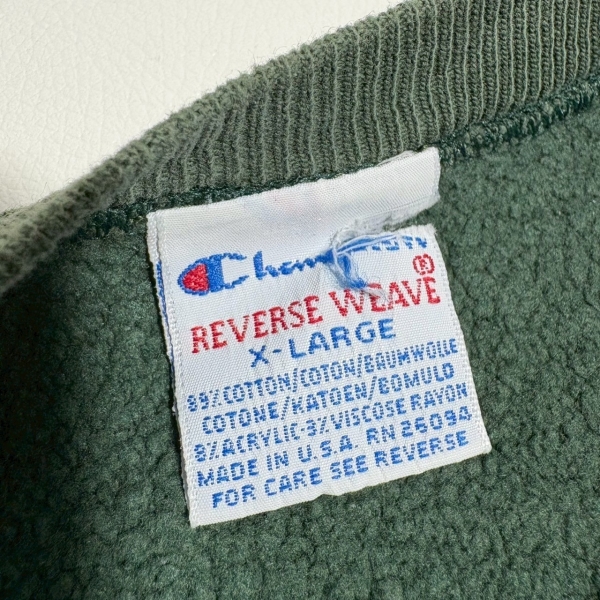 Champion
REVERSE WEAVE®
X-LARGE
89% COTTON/COTON/BAUMWOLLE
COTONE/KATOEN/BOMULD
8% ACRYLIC 3% VISCOSE RAYON
MADE IN U.S.A. RN 26094
FOR CARE SEE REVERSE